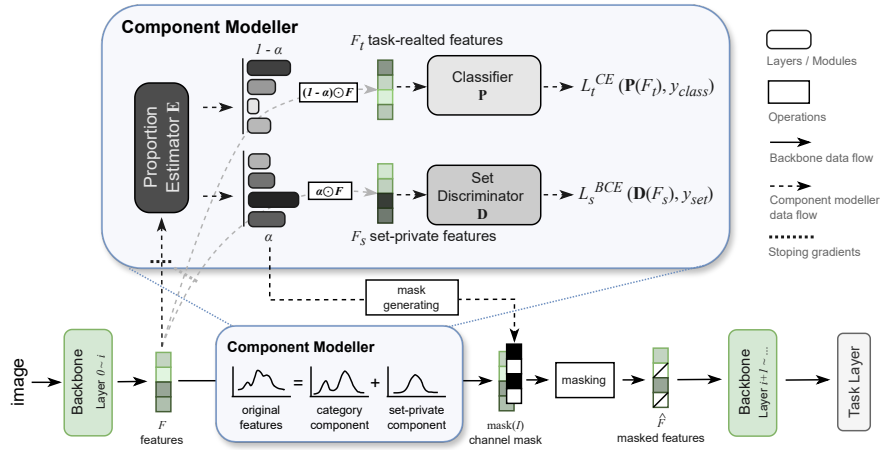 Component Modeller
1 - α
F_t task-realted features
Proportion
Estimator E
(1 - α)⊙F
Classifier
P
L_t^CE (P(F_t), y_class)
α⊙F
Set
Discriminator
D
L_s^BCE (D(F_s), y_set)
α
F_s set-private features
Layers / Modules
Operations
Backbone data flow
Component modeller
data flow
Stoping gradients
mask
generating
image
Backbone
Layer 0 ~ i
F
features
Component Modeller
=
+
original
features
category
component
set-private
component
mask(I)
channel mask
masking
F̂
masked features
Backbone
Layer i+1 ~ ...
Task Layer